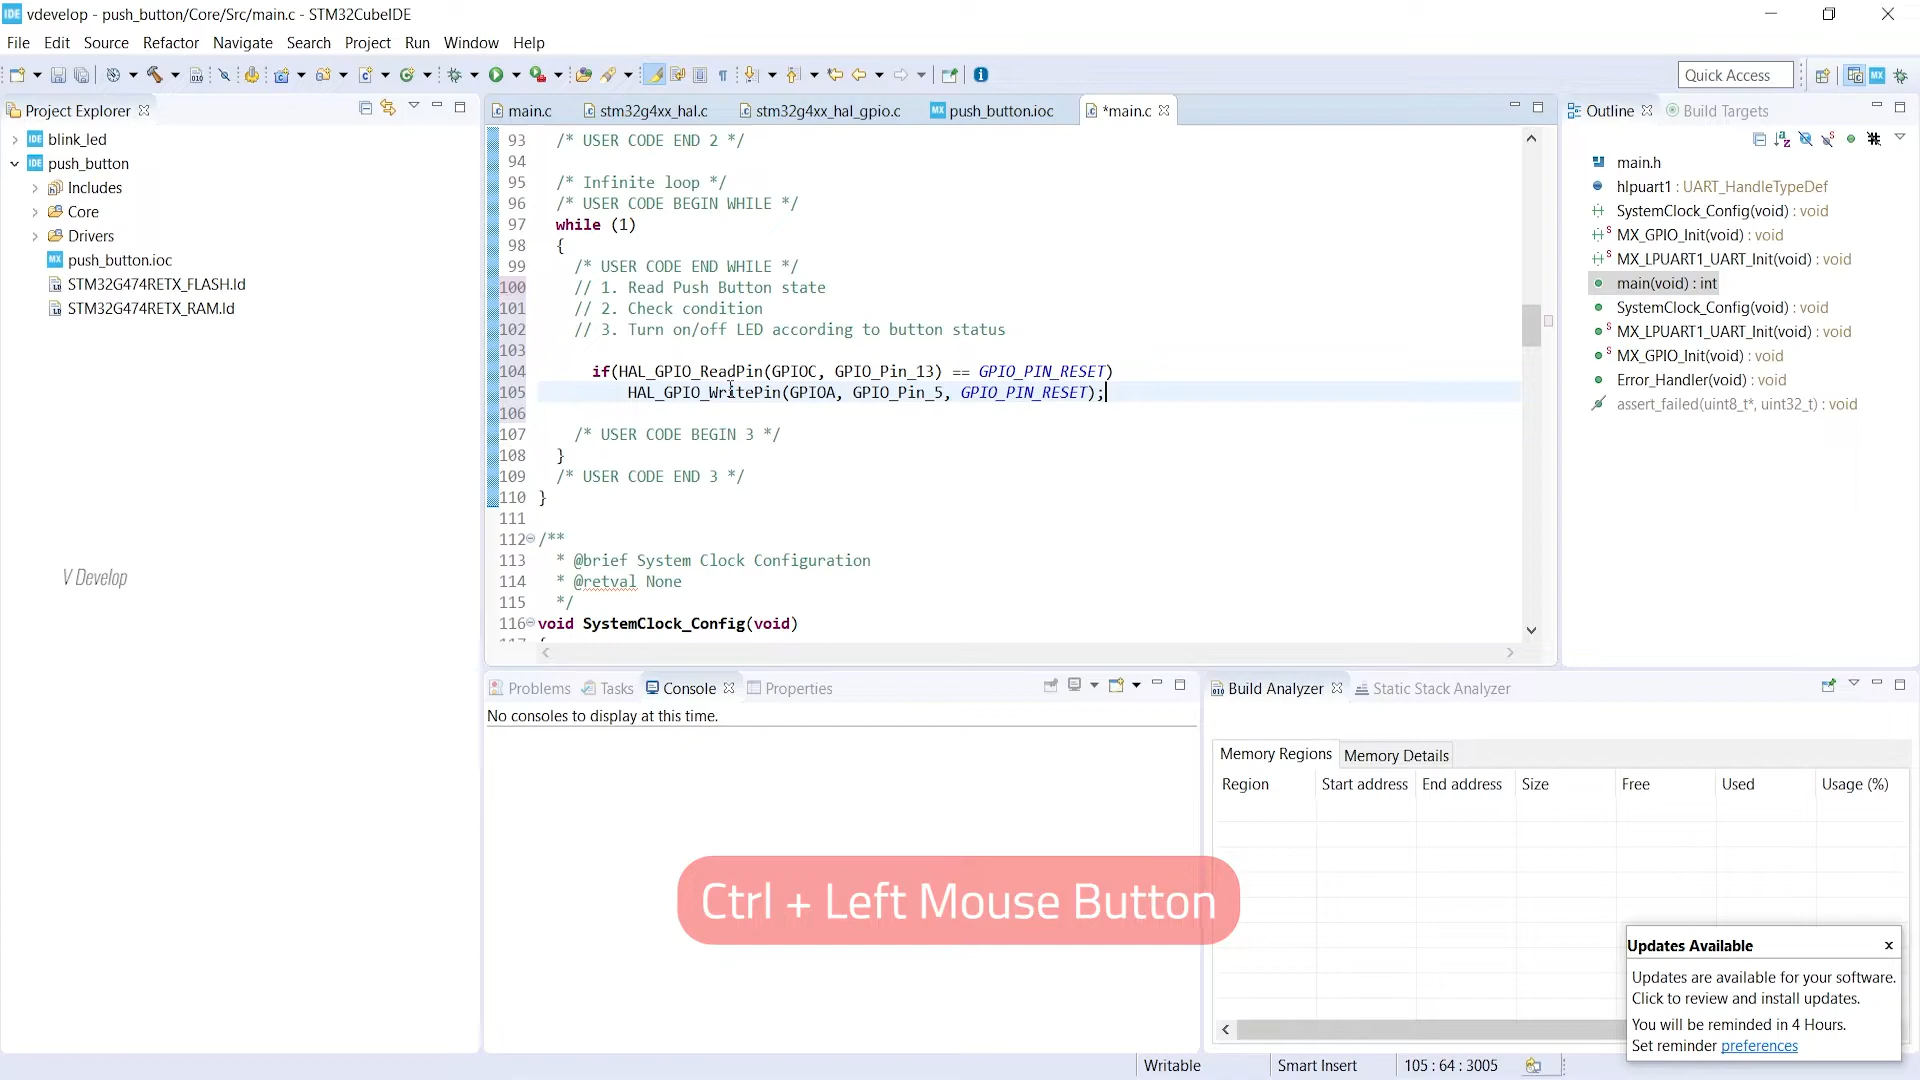 IDE vdevelop - push_button/Core/Src/main.c - STM32CubeIDE
File Edit Source Refactor Navigate Search Project Run Window Help
Quick Access
Project Explorer
blink_led
push_button
Includes
Core
Drivers
push_button.ioc
STM32G474RETX_FLASH.ld
STM32G474RETX_RAM.ld
V Develop
main.c stm32g4xx_hal.c stm32g4xx_hal_gpio.c push_button.ioc *main.c
93 /* USER CODE END 2 */
94
95 /* Infinite loop */
96 /* USER CODE BEGIN WHILE */
97 while (1)
98 {
99 /* USER CODE END WHILE */
100 // 1. Read Push Button state
101 // 2. Check condition
102 // 3. Turn on/off LED according to button status
103
104 if(HAL_GPIO_ReadPin(GPIOC, GPIO_Pin_13) == GPIO_PIN_RESET)
105 HAL_GPIO_WritePin(GPIOA, GPIO_Pin_5, GPIO_PIN_RESET);
106
107 /* USER CODE BEGIN 3 */
108 }
109 /* USER CODE END 3 */
110 }
111
112 /**
113 * @brief System Clock Configuration
114 * @retval None
115 */
116 void SystemClock_Config(void)
Outline Build Targets
main.h
hlpuart1 : UART_HandleTypeDef
SystemClock_Config(void) : void
MX_GPIO_Init(void) : void
MX_LPUART1_UART_Init(void) : void
main(void) : int
SystemClock_Config(void) : void
MX_LPUART1_UART_Init(void) : void
MX_GPIO_Init(void) : void
Error_Handler(void) : void
assert_failed(uint8_t*, uint32_t) : void
Problems Tasks Console Properties
No consoles to display at this time.
Build Analyzer Static Stack Analyzer
Memory Regions Memory Details
Region Start address End address Size Free Used Usage (%)
Ctrl + Left Mouse Button
Updates Available x
Updates are available for your software.
Click to review and install updates.
You will be reminded in 4 Hours.
Set reminder preferences
Writable Smart Insert 105 : 64 : 3005